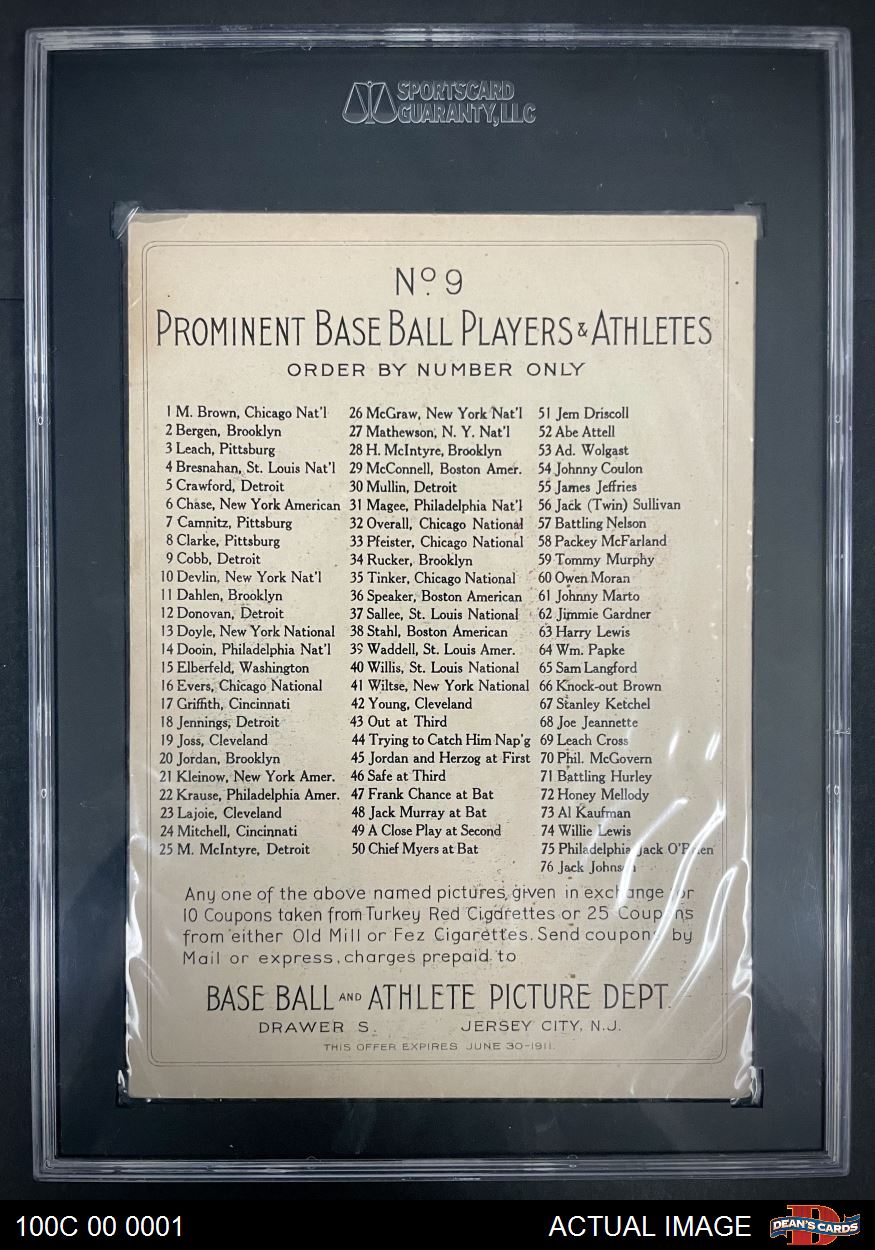 SPORTSCARD
GUARANTY, LLC
Nº 9
PROMINENT BASE BALL PLAYERS & ATHLETES
ORDER BY NUMBER ONLY
1 M. Brown, Chicago Nat'l
2 Bergen, Brooklyn
3 Leach, Pittsburg
4 Bresnahan, St. Louis Nat'l
5 Crawford, Detroit
6 Chase, New York American
7 Camnitz, Pittsburg
8 Clarke, Pittsburg
9 Cobb, Detroit
10 Devlin, New York Nat'l
11 Dahlen, Brooklyn
12 Donovan, Detroit
13 Doyle, New York National
14 Dooin, Philadelphia Nat'l
15 Elberfeld, Washington
16 Evers, Chicago National
17 Griffith, Cincinnati
18 Jennings, Detroit
19 Joss, Cleveland
20 Jordan, Brooklyn
21 Kleinow, New York Amer.
22 Krause, Philadelphia Amer.
23 Lajoie, Cleveland
24 Mitchell, Cincinnati
25 M. McIntyre, Detroit
26 McGraw, New York Nat'l
27 Mathewson, N. Y. Nat'l
28 H. McIntyre, Brooklyn
29 McConnell, Boston Amer.
30 Mullin, Detroit
31 Magee, Philadelphia Nat'l
32 Overall, Chicago National
33 Pfeister, Chicago National
34 Rucker, Brooklyn
35 Tinker, Chicago National
36 Speaker, Boston American
37 Sallee, St. Louis National
38 Stahl, Boston American
39 Waddell, St. Louis Amer.
40 Willis, St. Louis National
41 Wiltse, New York National
42 Young, Cleveland
43 Out at Third
44 Trying to Catch Him Nap'g
45 Jordan and Herzog at First
46 Safe at Third
47 Frank Chance at Bat
48 Jack Murray at Bat
49 A Close Play at Second
50 Chief Myers at Bat
51 Jem Driscoll
52 Abe Attell
53 Ad. Wolgast
54 Johnny Coulon
55 James Jeffries
56 Jack (Twin) Sullivan
57 Battling Nelson
58 Packey McFarland
59 Tommy Murphy
60 Owen Moran
61 Johnny Marto
62 Jimmie Gardner
63 Harry Lewis
64 Wm. Papke
65 Sam Langford
66 Knock-out Brown
67 Stanley Ketchel
68 Joe Jeannette
69 Leach Cross
70 Phil. McGovern
71 Battling Hurley
72 Honey Mellody
73 Al Kaufman
74 Willie Lewis
75 Philadelphia Jack O'Brien
76 Jack Johnson
Any one of the above named pictures, given in exchange for
10 Coupons taken from Turkey Red Cigarettes or 25 Coupons
from either Old Mill or Fez Cigarettes. Send coupons by
Mail or express, charges prepaid to
BASE BALL AND ATHLETE PICTURE DEPT.
DRAWER S. JERSEY CITY, N.J.
THIS OFFER EXPIRES JUNE 30-1911.
100C 00 0001 ACTUAL IMAGE DEAN'S CARDS